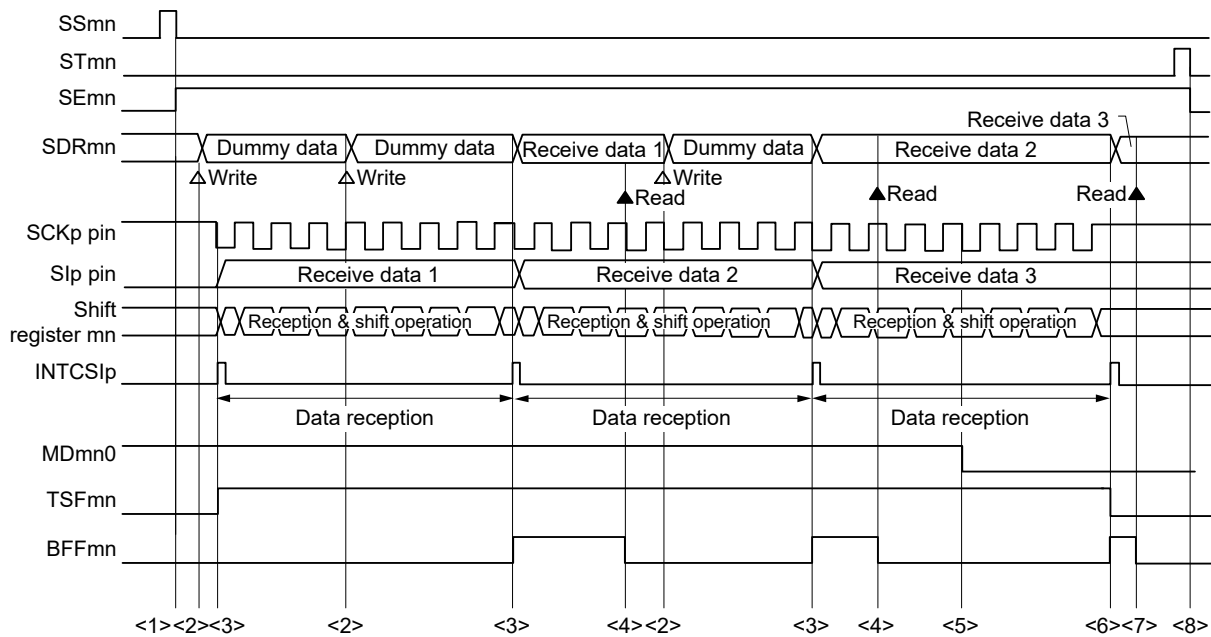 SSmn
STmn
SEmn
Receive data 3
SDRmn Dummy data Dummy data Receive data 1 Dummy data Receive data 2
Write Write Write
Read Read Read
SCKp pin
SIp pin Receive data 1 Receive data 2 Receive data 3
Shift
register mn Reception & shift operation Reception & shift operation Reception & shift operation
INTCSIp
Data reception Data reception Data reception
MDmn0
TSFmn
BFFmn
<1> <2> <3> <2> <3> <4> <2> <3> <4> <5> <6> <7> <8>